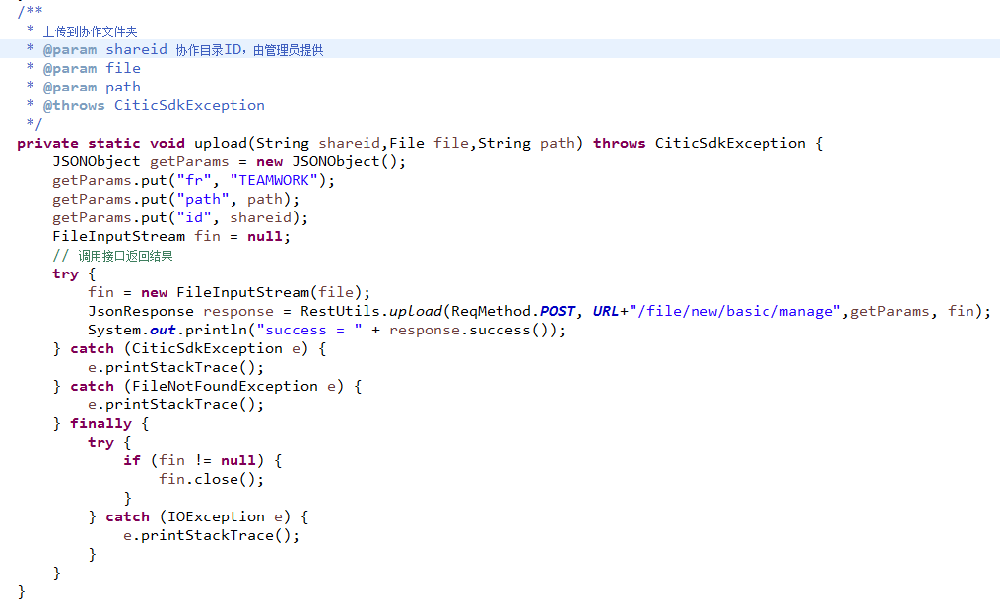 /**
 * 上传到协作文件夹
 * @param shareid 协作目录ID，由管理员提供
 * @param file
 * @param path
 * @throws CiticSdkException
 */
private static void upload(String shareid,File file,String path) throws CiticSdkException {
    JSONObject getParams = new JSONObject();
    getParams.put("fr", "TEAMWORK");
    getParams.put("path", path);
    getParams.put("id", shareid);
    FileInputStream fin = null;
    // 调用接口返回结果
    try {
        fin = new FileInputStream(file);
        JsonResponse response = RestUtils.upload(ReqMethod.POST, URL+"/file/new/basic/manage",getParams, fin);
        System.out.println("success = " + response.success());
    } catch (CiticSdkException e) {
        e.printStackTrace();
    } catch (FileNotFoundException e) {
        e.printStackTrace();
    } finally {
        try {
            if (fin != null) {
                fin.close();
            }
        } catch (IOException e) {
            e.printStackTrace();
        }
    }
}